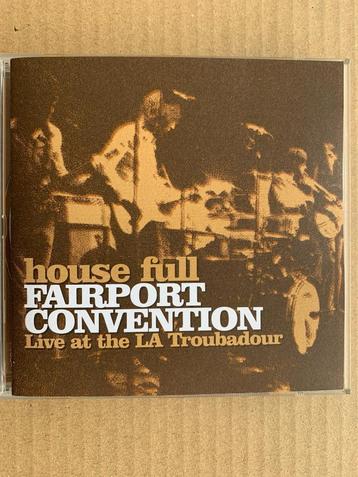 house full
FAIRPORT
CONVENTION
Live at the LA Troubadour